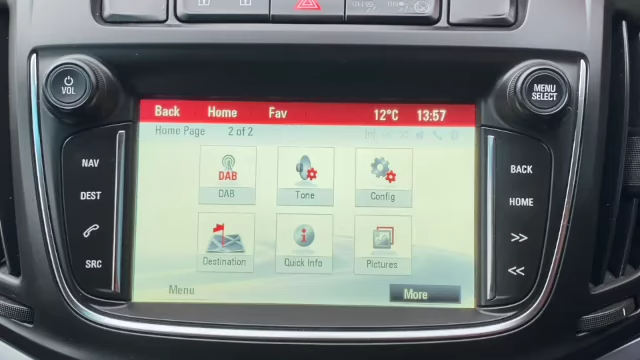 VOL
MENU
SELECT
Back Home Fav 12°C 13:57
Home Page 2 of 2
NAV
DEST
SRC
BACK
HOME
DAB
DAB
Tone
Config
Destination
Quick Info
Pictures
Menu
More